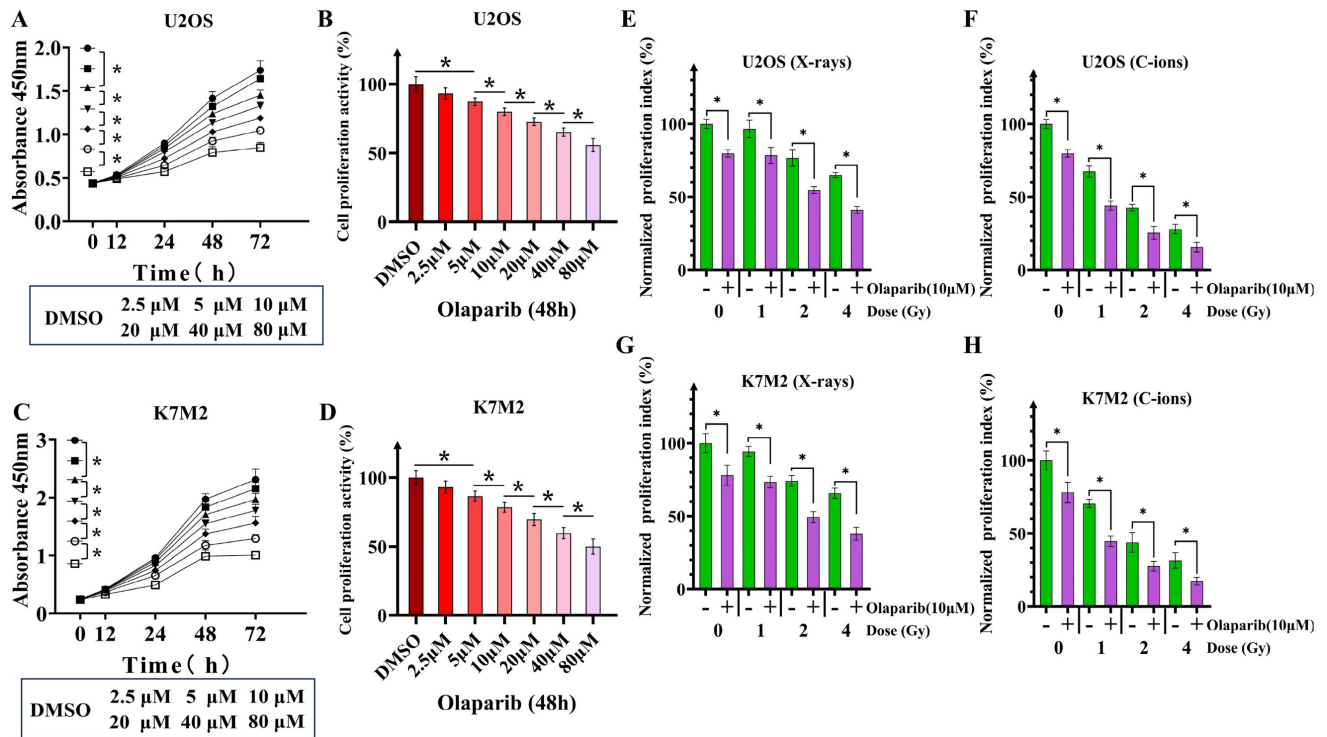 A
U2OS
Absorbance 450nm
2.0
1.5
1.0
0.5
0.0
*
*
*
*
*
0 12 24 48 72
Time( h )
DMSO 2.5 μM 5 μM 10 μM
20 μM 40 μM 80 μM
B
U2OS
Cell proliferation activity (%)
100
50
0
* * * * *
DMSO 2.5μM 5μM 10μM 20μM 40μM 80μM
Olaparib (48h)
C
K7M2
Absorbance 450nm
3
2
1
0
*
*
*
*
*
0 12 24 48 72
Time( h )
DMSO 2.5 μM 5 μM 10 μM
20 μM 40 μM 80 μM
D
K7M2
Cell proliferation activity (%)
100
50
0
* * * * *
DMSO 2.5μM 5μM 10μM 20μM 40μM 80μM
Olaparib (48h)
E
U2OS (X-rays)
Normalized proliferation index (%)
100
50
0
* * * *
- + - + - + - + Olaparib(10μM)
0 1 2 4 Dose (Gy)
F
U2OS (C-ions)
Normalized proliferation index (%)
100
50
0
* * * *
- + - + - + - + Olaparib(10μM)
0 1 2 4 Dose (Gy)
G
K7M2 (X-rays)
Normalized proliferation index (%)
100
50
0
* * * *
- + - + - + - + Olaparib(10μM)
0 1 2 4 Dose (Gy)
H
K7M2 (C-ions)
Normalized proliferation index (%)
100
50
0
* * * *
- + - + - + - + Olaparib(10μM)
0 1 2 4 Dose (Gy)